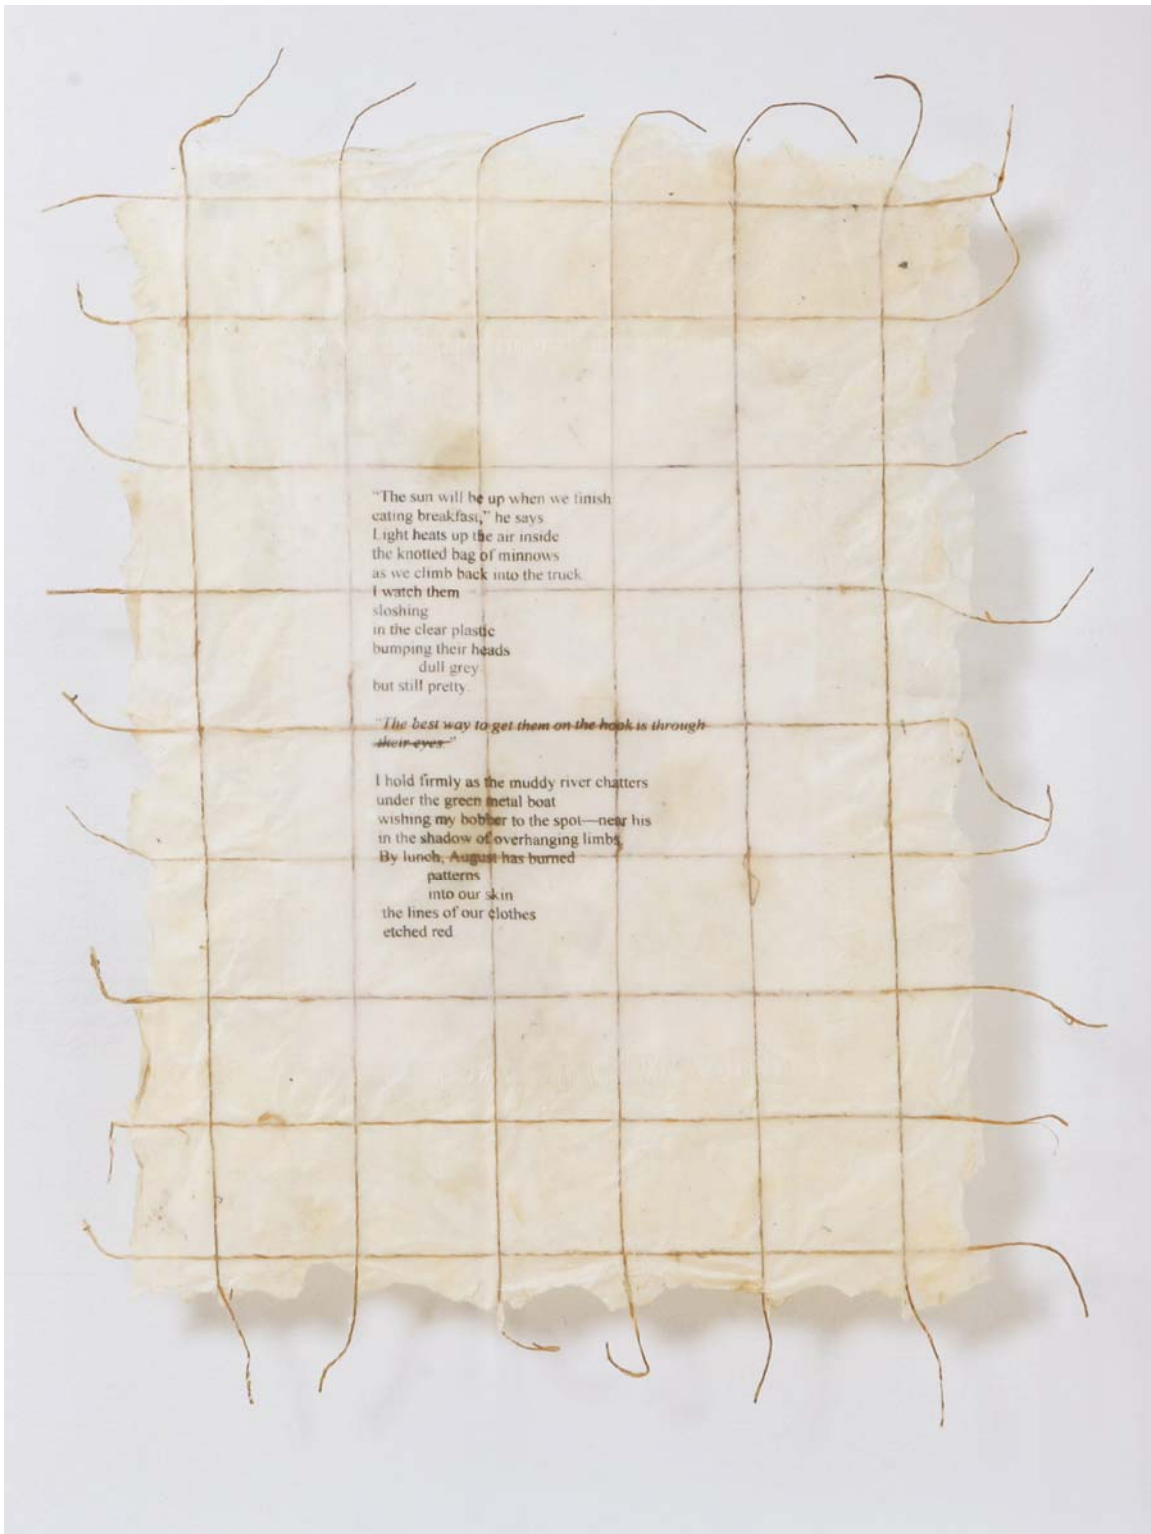 "The sun will be up when we finish
eating breakfast," he says
Light heats up the air inside
the knotted bag of minnows
as we climb back into the truck.
I watch them
sloshing
in the clear plastic
bumping their heads
dull grey
but still pretty.
"The best way to get them on the hook is through
their eyes."
I hold firmly as the muddy river chatters
under the green metal boat
wishing my bobber to the spot—near his
in the shadow of overhanging limbs.
By lunch, August has burned
patterns
into our skin
the lines of our clothes
etched red